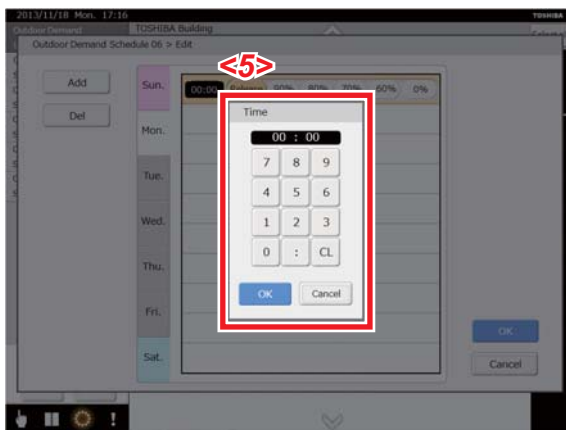 2013/11/18 Mon. 17:16
TOSHIBA
Outdoor Demand
TOSHIBA Building
Outdoor Demand Schedule 06 > Edit
<5>
Add
Del
Sun.
Mon.
Tue.
Wed.
Thu.
Fri.
Sat.
00:00 Release 90% 80% 70% 60% 0%
Time
00 : 00
7 8 9
4 5 6
1 2 3
0 : CL
OK Cancel
OK
Cancel
!